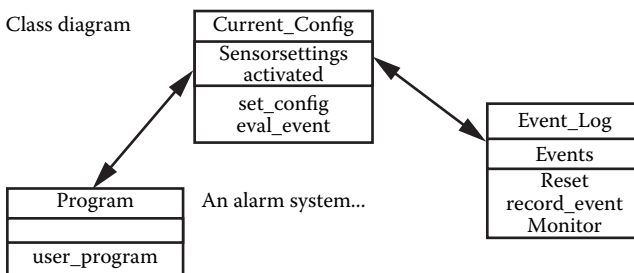 Class diagram
Current_Config
Sensorsettings
activated
set_config
eval_event
Event_Log
Events
Reset
record_event
Monitor
Program
An alarm system...
user_program